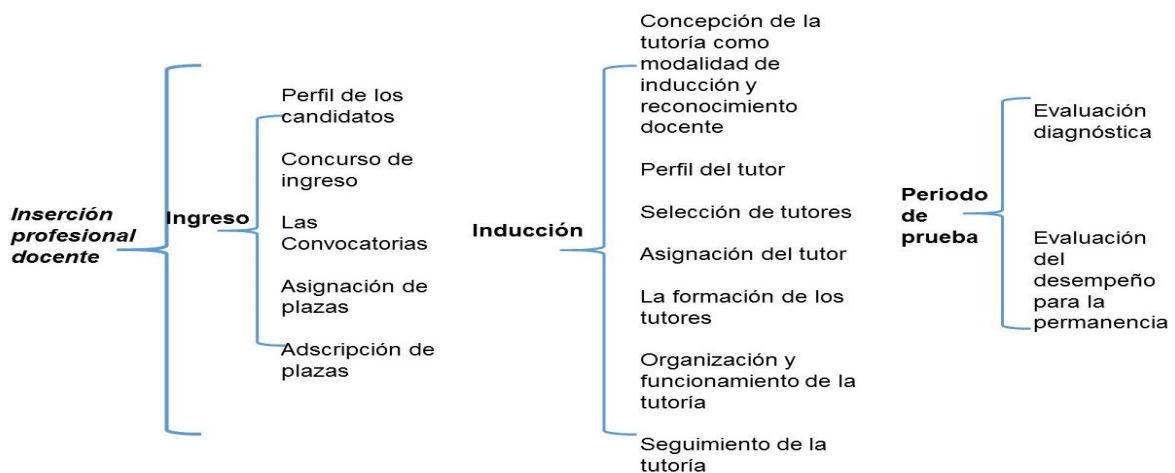 Inserción
profesional
docente
Ingreso
Perfil de los
candidatos
Concurso de
ingreso
Las
Convocatorias
Asignación de
plazas
Adscripción de
plazas
Inducción
Concepción de la
tutoría como
modalidad de
inducción y
reconocimiento
docente
Perfil del tutor
Selección de tutores
Asignación del tutor
La formación de los
tutores
Organización y
funcionamiento de la
tutoría
Seguimiento de la
tutoría
Periodo
de
prueba
Evaluación
diagnóstica
Evaluación
del
desempeño
para la
permanencia